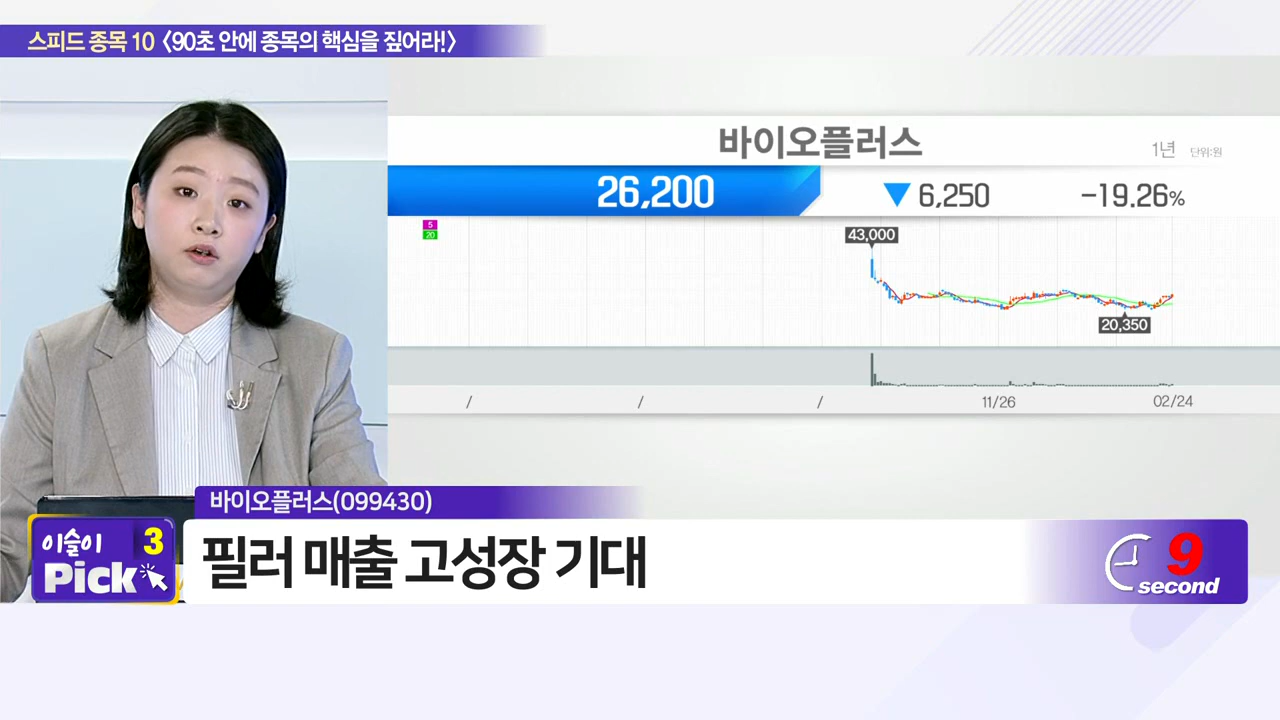 스피드 종목 10 〈90초 안에 종목의 핵심을 짚어라!〉
바이오플러스
1년 단위:원
26,200 ▼ 6,250 -19.26%
5
20
43,000
20,350
/ / / 11/26 02/24
바이오플러스(099430)
이슬이 3
Pick
필러 매출 고성장 기대
9
second